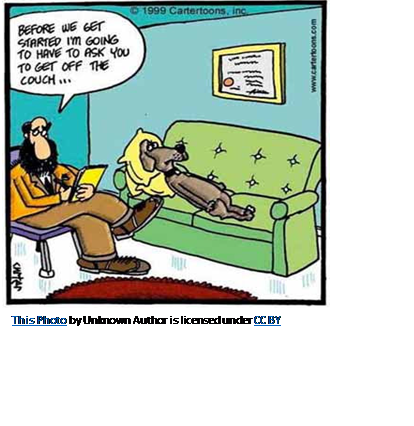 © 1999 Cartertoons, inc.
BEFORE WE GET
STARTED I'M GOING
TO HAVE TO ASK YOU
TO GET OFF THE
COUCH...
www.cartertoons.com
CARTER
This Photo by Unknown Author is licensed under CC BY